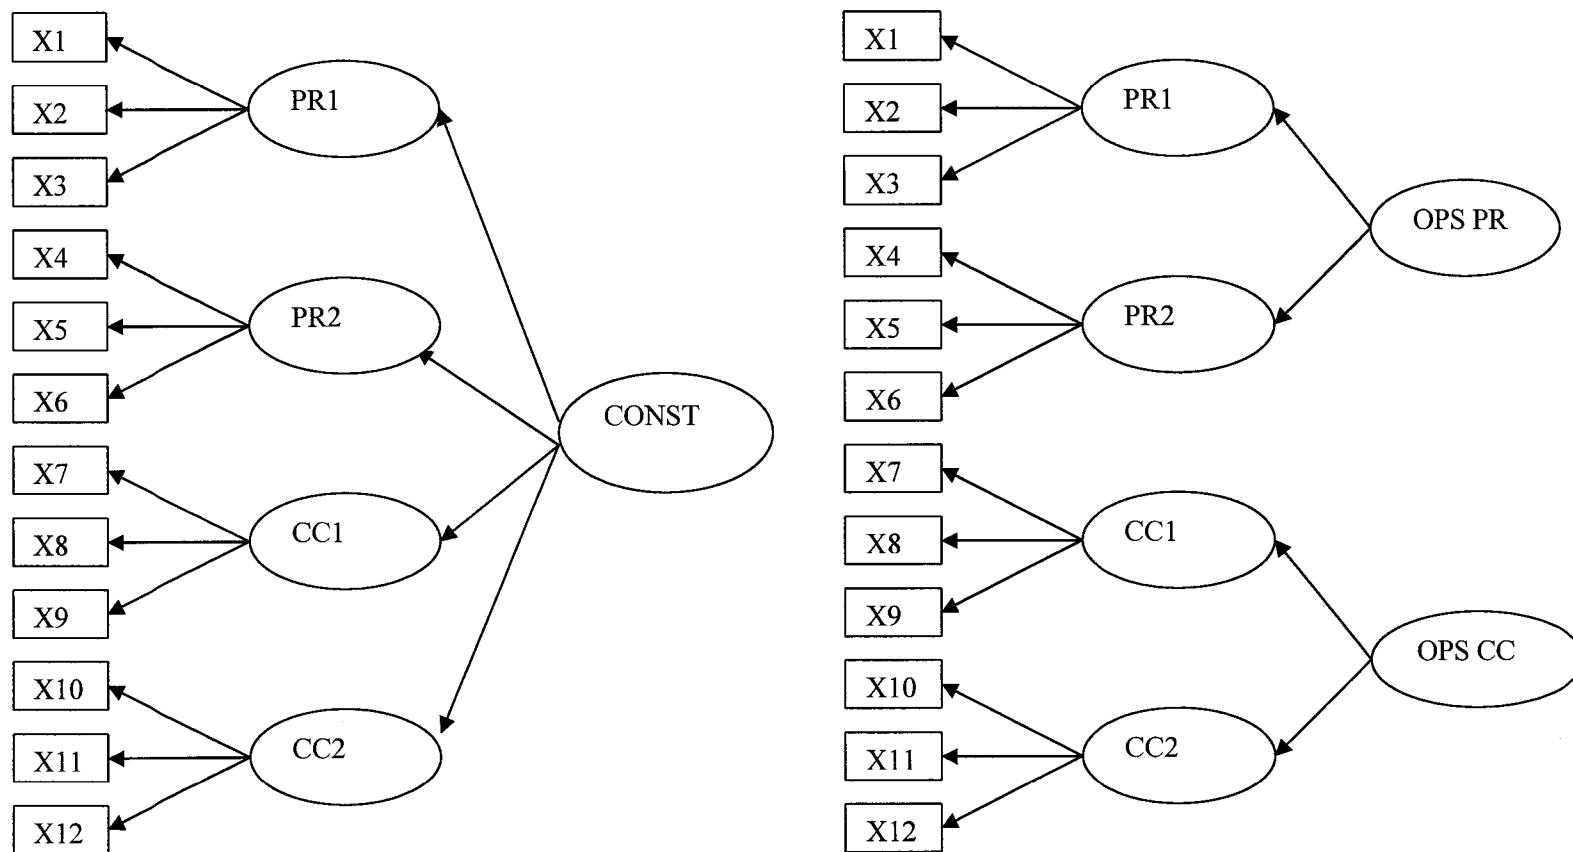 X1
X2
X3
X4
X5
X6
X7
X8
X9
X10
X11
X12
PR1
PR2
CC1
CC2
CONST
X1
X2
X3
X4
X5
X6
X7
X8
X9
X10
X11
X12
PR1
PR2
CC1
CC2
OPS PR
OPS CC